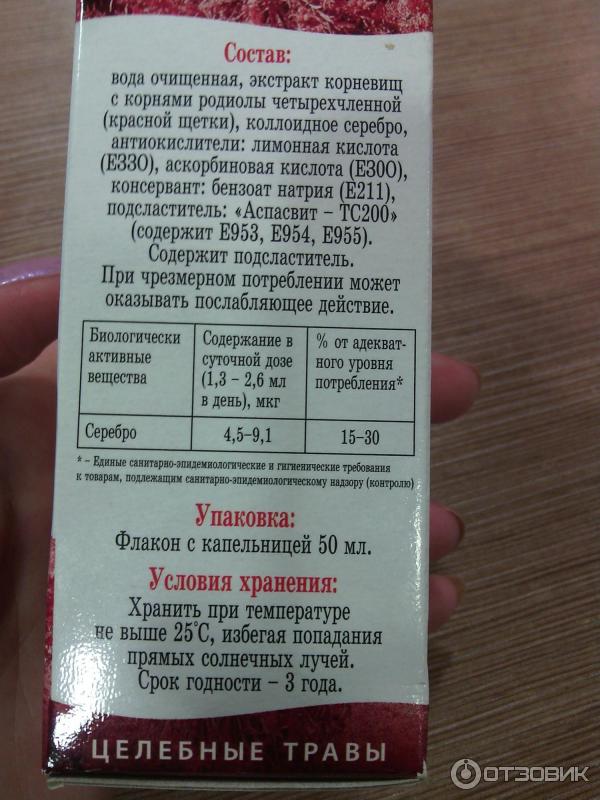 Состав:
вода очищенная, экстракт корневищ
с корнями родиолы четырехчленной
(красной щетки), коллоидное серебро,
антиокислители: лимонная кислота
(Е330), аскорбиновая кислота (Е300),
консервант: бензоат натрия (Е211),
подсластитель: «Аспасвит – ТС200»
(содержит Е953, Е954, Е955).
Содержит подсластитель.
При чрезмерном потреблении может
оказывать послабляющее действие.
Биологически активные вещества
Содержание в суточной дозе (1,3 – 2,6 мл в день), мкг
% от адекват-ного уровня потребления*
Серебро 4,5–9,1 15–30
* – Единые санитарно-эпидемиологические и гигиенические требования
к товарам, подлежащим санитарно-эпидемиологическому надзору (контролю)
Упаковка:
Флакон с капельницей 50 мл.
Условия хранения:
Хранить при температуре
не выше 25°С, избегая попадания
прямых солнечных лучей.
Срок годности – 3 года.
ЦЕЛЕБНЫЕ ТРАВЫ
ОТЗОВИК